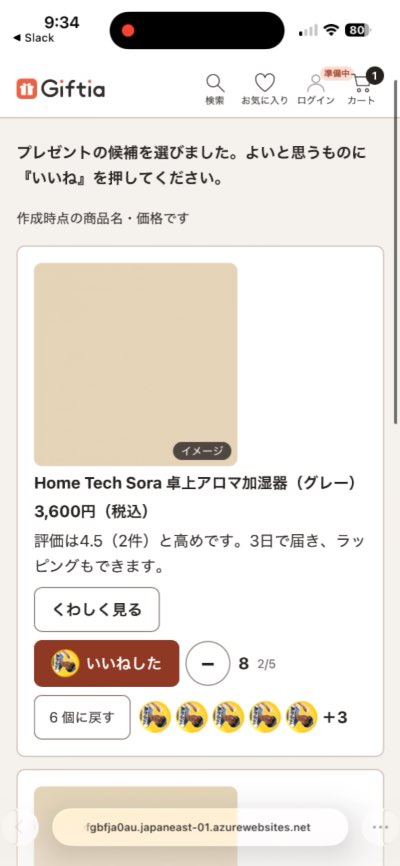 9:34
80
◀ Slack
Giftia
準備中
1
検索
お気に入り
ログイン
カート
プレゼントの候補を選びました。よいと思うものに
『いいね』を押してください。
作成時点の商品名・価格です
イメージ
Home Tech Sora 卓上アロマ加湿器（グレー）
3,600円（税込）
評価は4.5（2件）と高めです。3日で届き、ラッ
ピングもできます。
くわしく見る
いいねした
−
8
2/5
6 個に戻す
+3
fgbfja0au.japaneast-01.azurewebsites.net